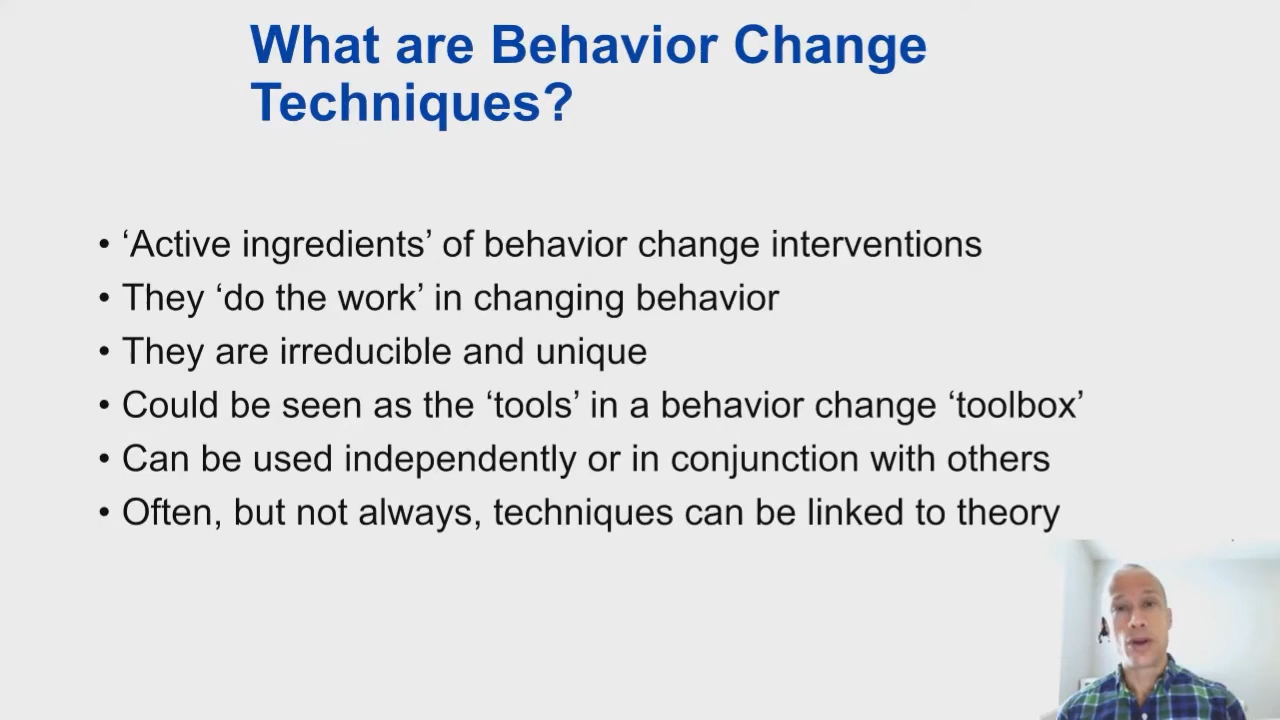 What are Behavior Change
Techniques?
• ‘Active ingredients’ of behavior change interventions
• They ‘do the work’ in changing behavior
• They are irreducible and unique
• Could be seen as the ‘tools’ in a behavior change ‘toolbox’
• Can be used independently or in conjunction with others
• Often, but not always, techniques can be linked to theory